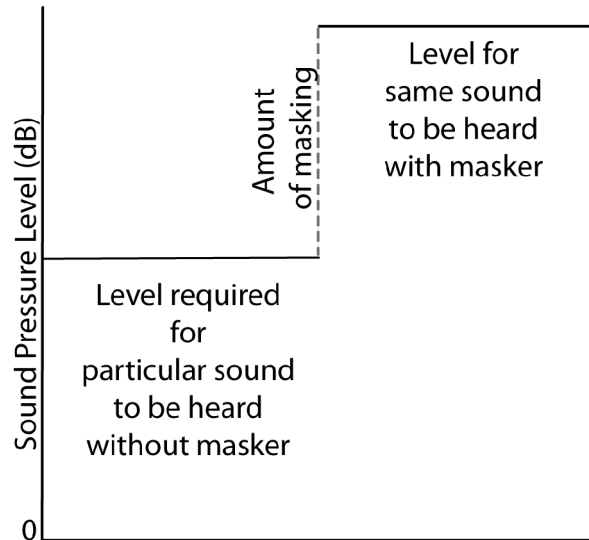 Sound Pressure Level (dB)
0
Amount
of masking
Level for
same sound
to be heard
with masker
Level required
for
particular sound
to be heard
without masker